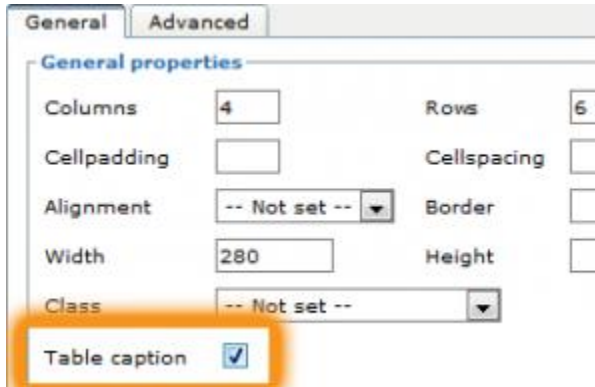 General Advanced
General properties
Columns 4 Rows 6
Cellpadding Cellspacing
Alignment -- Not set -- Border
Width 280 Height
Class -- Not set --
Table caption